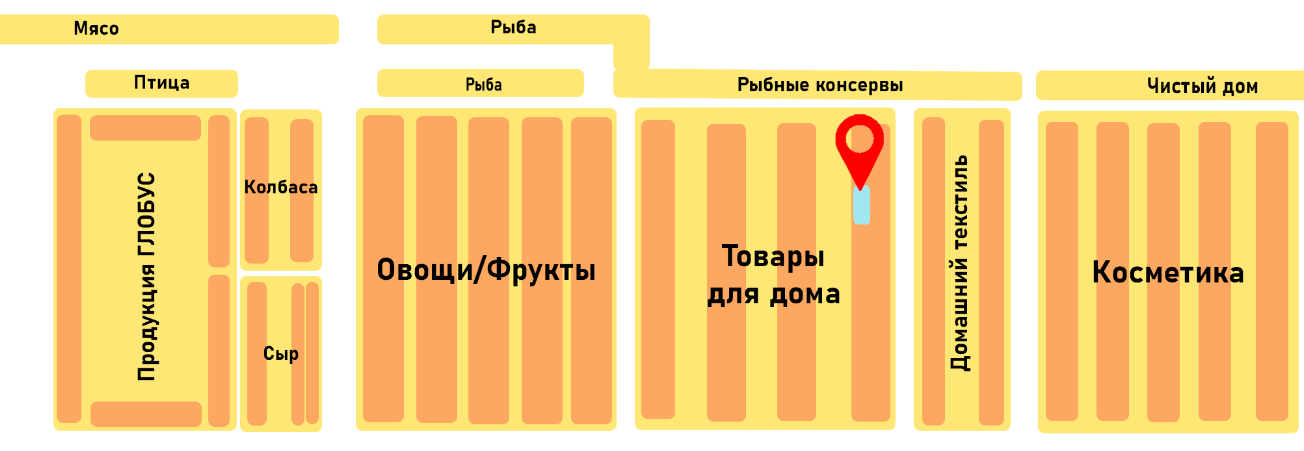 Мясо
Рыба
Птица
Рыба
Рыбные консервы
Чистый дом
Продукция ГЛОБУС
Колбаса
Сыр
Овощи/Фрукты
Товары
для дома
Домашний текстиль
Косметика